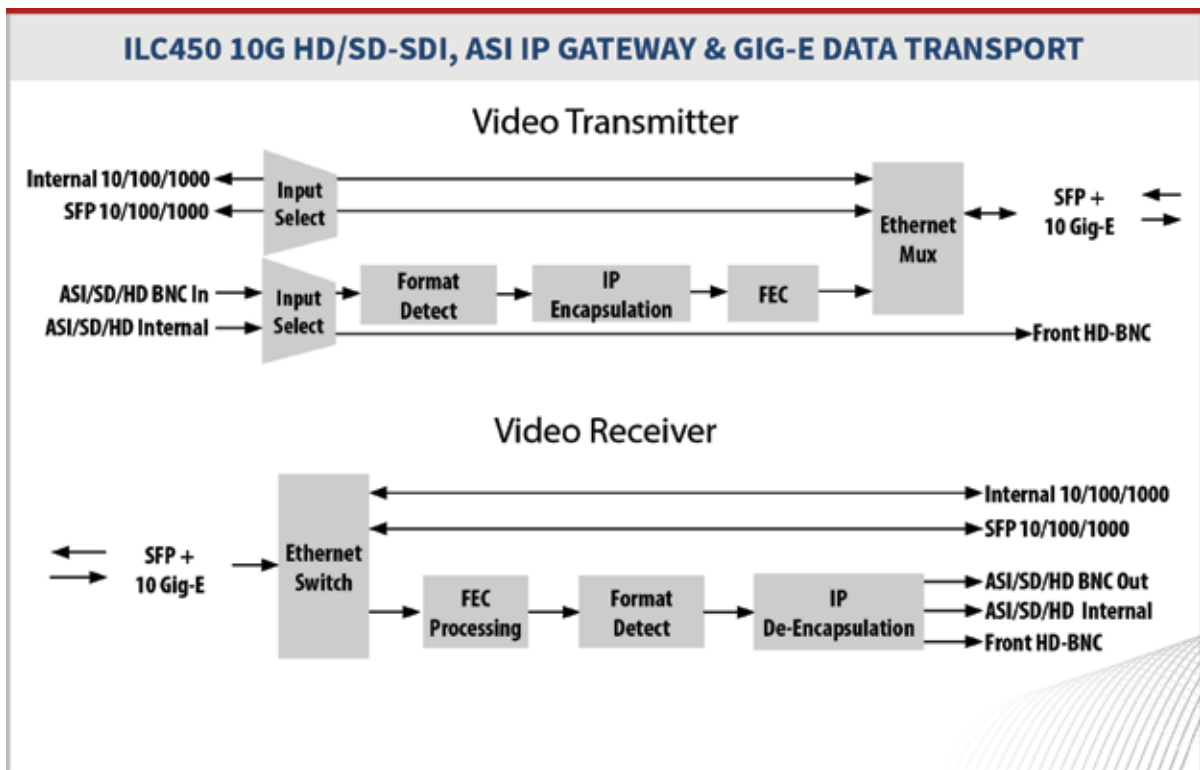 ILC450 10G HD/SD-SDI, ASI IP GATEWAY & GIG-E DATA TRANSPORT
Video Transmitter
Internal 10/100/1000
SFP 10/100/1000
Input
Select
Ethernet
Mux
SFP +
10 Gig-E
ASI/SD/HD BNC In
ASI/SD/HD Internal
Input
Select
Format
Detect
IP
Encapsulation
FEC
Front HD-BNC
Video Receiver
SFP +
10 Gig-E
Ethernet
Switch
Internal 10/100/1000
SFP 10/100/1000
FEC
Processing
Format
Detect
IP
De-Encapsulation
ASI/SD/HD BNC Out
ASI/SD/HD Internal
Front HD-BNC